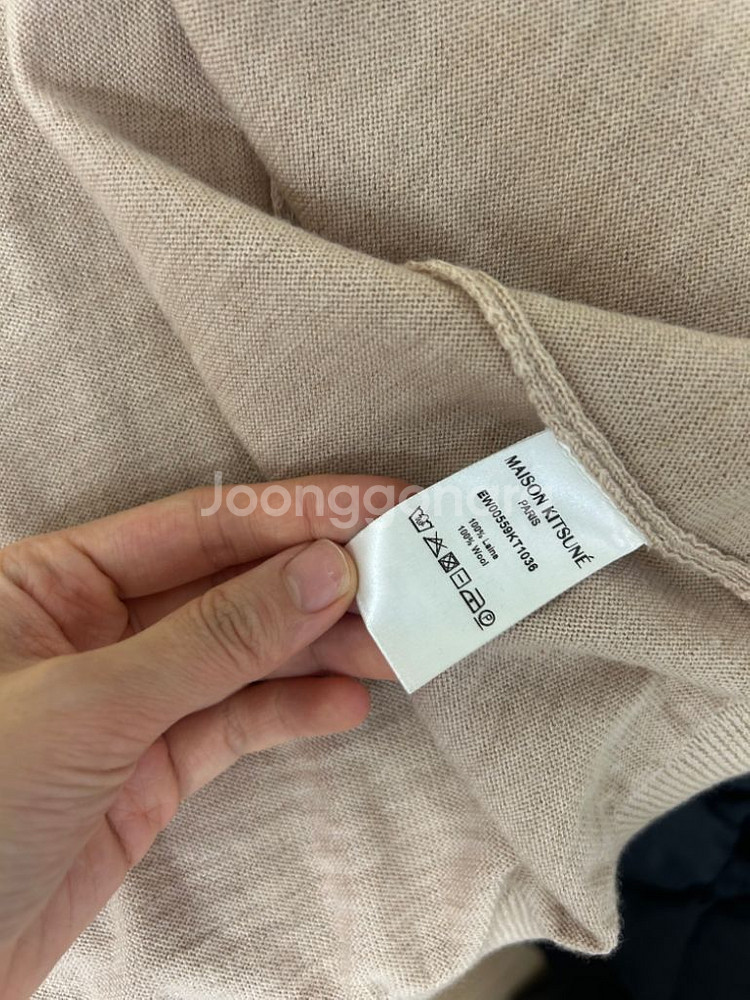 MAISON KITSUNÉ
PARIS
EW00559KT1036
100% Laine
100% Wool
Joonggonara